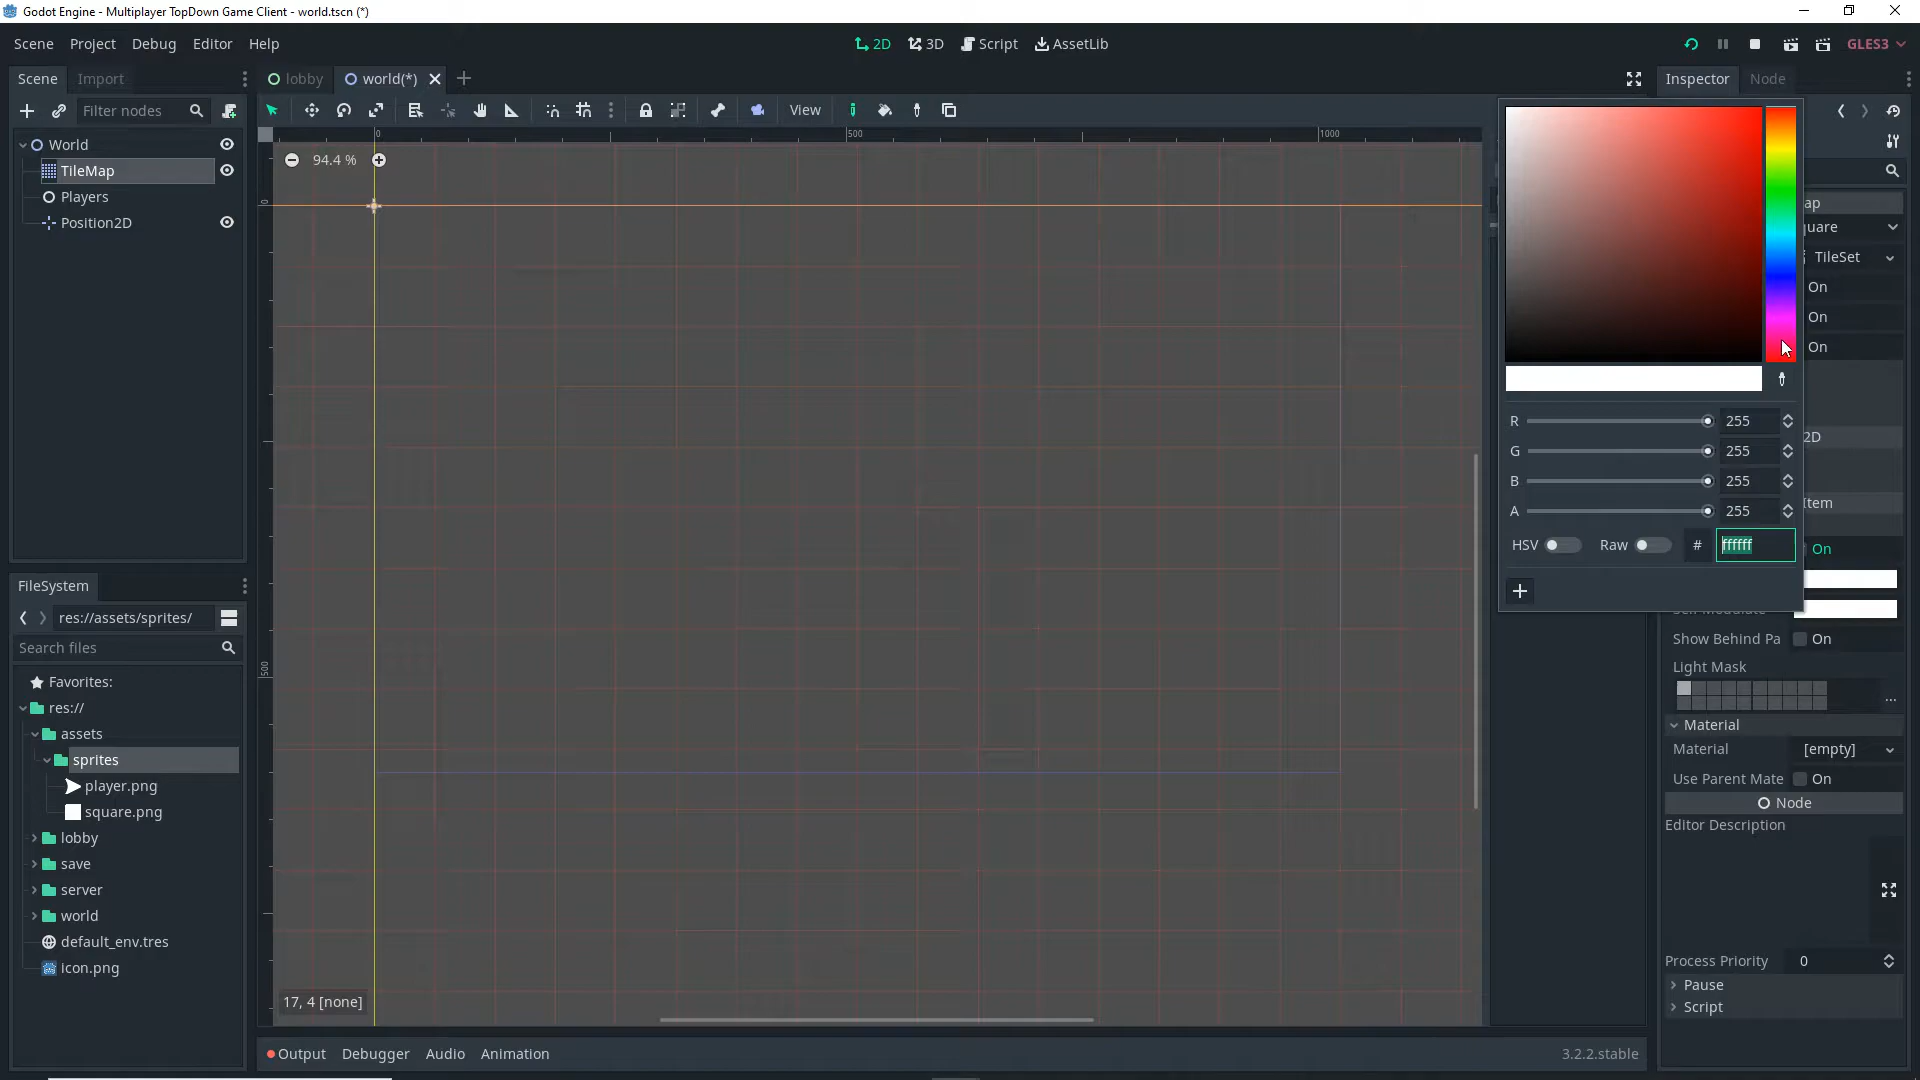 Godot Engine - Multiplayer TopDown Game Client - world.tscn (*)
Scene Project Debug Editor Help
2D 3D Script AssetLib
GLES3
Scene Import
lobby world(*)
Inspector Node
Filter nodes
View
World
TileMap
Players
Position2D
94.4 %
0 500 1000
0
500
17, 4 [none]
FileSystem
res://assets/sprites/
Search files
Favorites:
res://
assets
sprites
player.png
square.png
lobby
save
server
world
default_env.tres
icon.png
R 255
G 255
B 255
A 255
HSV Raw # ffffff
ap
uare
TileSet
On
On
On
2D
Item
On
Show Behind Pa On
Light Mask
...
Material
Material [empty]
Use Parent Mate On
Node
Editor Description
Process Priority 0
Pause
Script
Output Debugger Audio Animation
3.2.2.stable